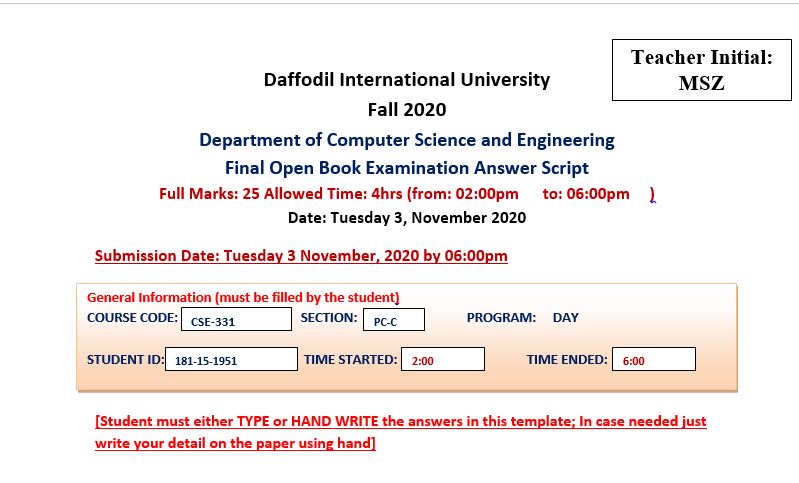 Teacher Initial:
MSZ
Daffodil International University
Fall 2020
Department of Computer Science and Engineering
Final Open Book Examination Answer Script
Full Marks: 25 Allowed Time: 4hrs (from: 02:00pm to: 06:00pm )
Date: Tuesday 3, November 2020
Submission Date: Tuesday 3 November, 2020 by 06:00pm
General Information (must be filled by the student)
COURSE CODE: CSE-331 SECTION: PC-C PROGRAM: DAY
STUDENT ID: 181-15-1951 TIME STARTED: 2:00 TIME ENDED: 6:00
[Student must either TYPE or HAND WRITE the answers in this template; In case needed just
write your detail on the paper using hand]